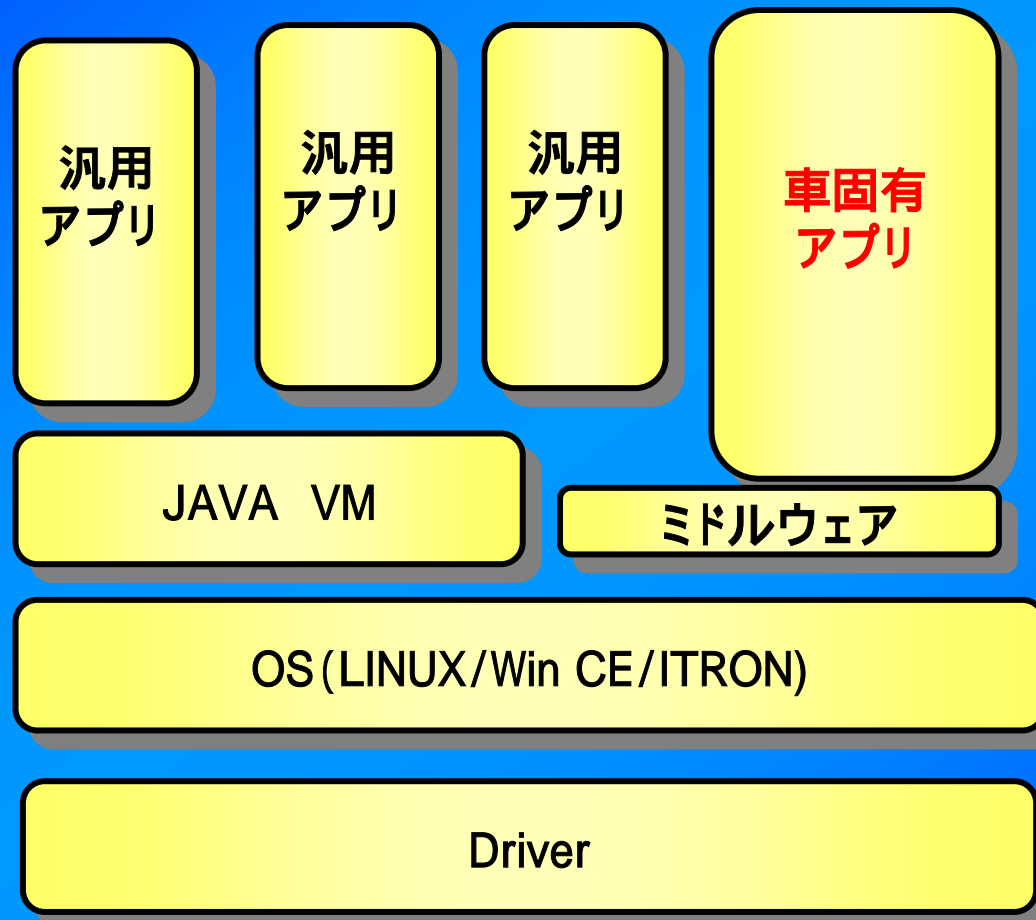 汎用
アプリ
汎用
アプリ
汎用
アプリ
車固有
アプリ
JAVA VM
ミドルウェア
OS(LINUX/Win CE/ITRON)
Driver